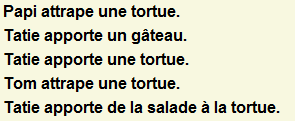 Papi attrape une tortue.
Tatie apporte un gâteau.
Tatie apporte une tortue.
Tom attrape une tortue.
Tatie apporte de la salade à la tortue.